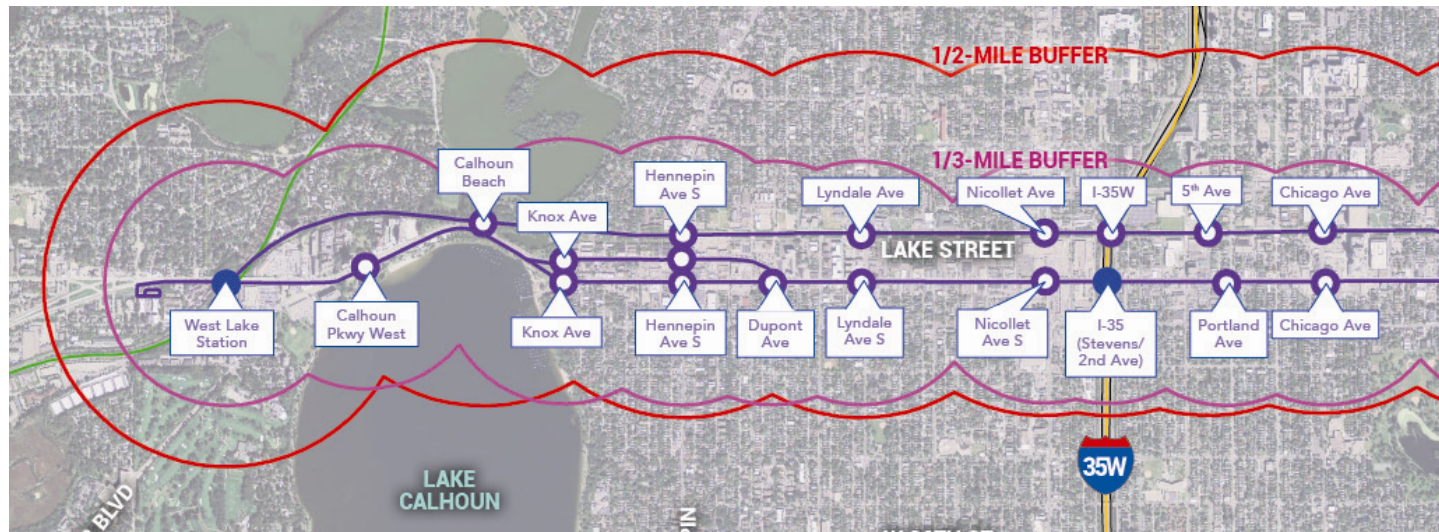 1/2-MILE BUFFER
1/3-MILE BUFFER
Calhoun
Beach
Knox Ave
Hennepin
Ave S
Lyndale Ave
Nicollet Ave
I-35W
5th Ave
Chicago Ave
LAKE STREET
West Lake
Station
Calhoun
Pkwy West
Knox Ave
Hennepin
Ave S
Dupont
Ave
Lyndale
Ave S
Nicollet
Ave S
I-35
(Stevens/
2nd Ave)
Portland
Ave
Chicago Ave
35W
LAKE
CALHOUN
BLVD
PIN